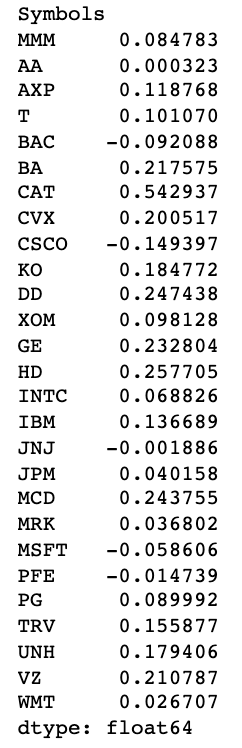 Symbols
MMM     0.084783
AA      0.000323
AXP     0.118768
T       0.101070
BAC    -0.092088
BA      0.217575
CAT     0.542937
CVX     0.200517
CSCO   -0.149397
KO      0.184772
DD      0.247438
XOM     0.098128
GE      0.232804
HD      0.257705
INTC    0.068826
IBM     0.136689
JNJ    -0.001886
JPM     0.040158
MCD     0.243755
MRK     0.036802
MSFT   -0.058606
PFE    -0.014739
PG      0.089992
TRV     0.155877
UNH     0.179406
VZ      0.210787
WMT     0.026707
dtype: float64